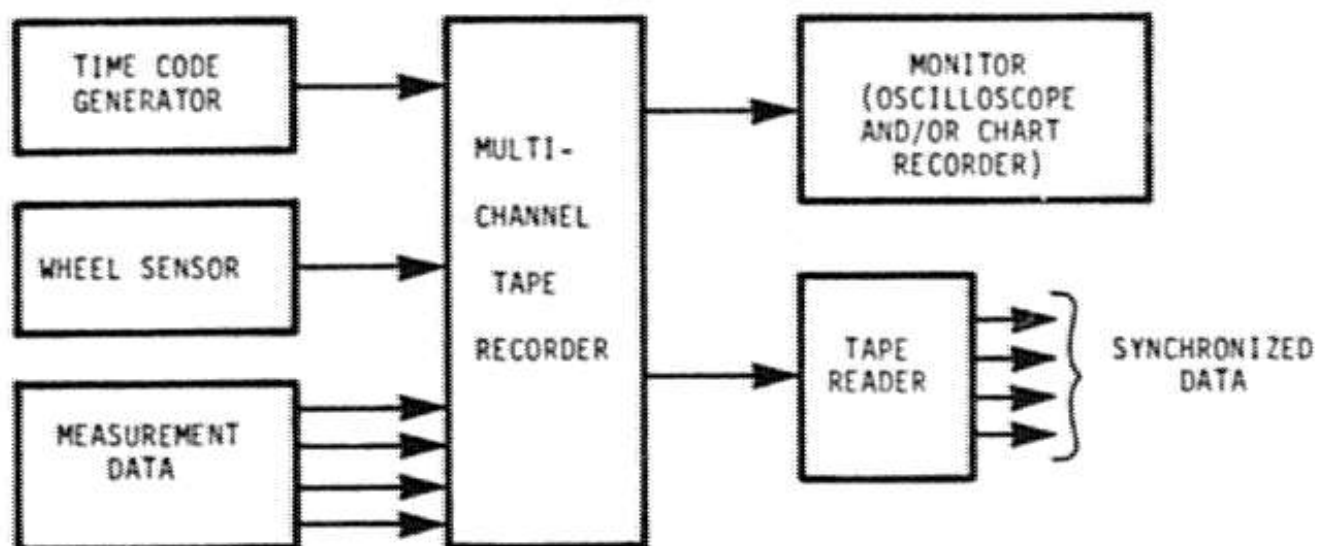 TIME CODE
GENERATOR
WHEEL SENSOR
MEASUREMENT
DATA
MULTI-
CHANNEL
TAPE
RECORDER
MONITOR
(OSCILLOSCOPE
AND/OR CHART
RECORDER)
TAPE
READER
SYNCHRONIZED
DATA